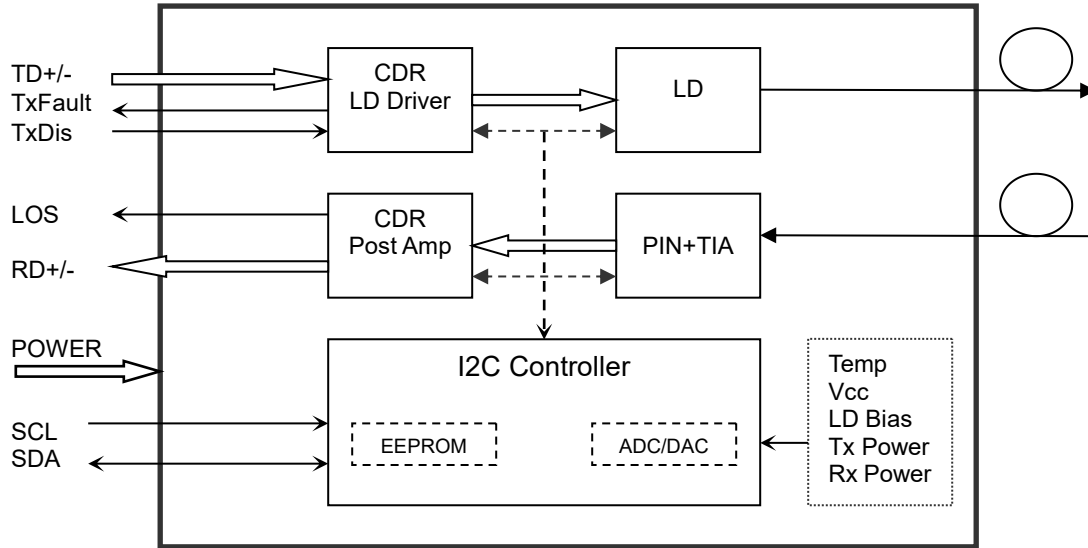 TD+/-
TxFault
TxDis
CDR
LD Driver
LD
LOS
RD+/-
CDR
Post Amp
PIN+TIA
POWER
SCL
SDA
I2C Controller
EEPROM
ADC/DAC
Temp
Vcc
LD Bias
Tx Power
Rx Power